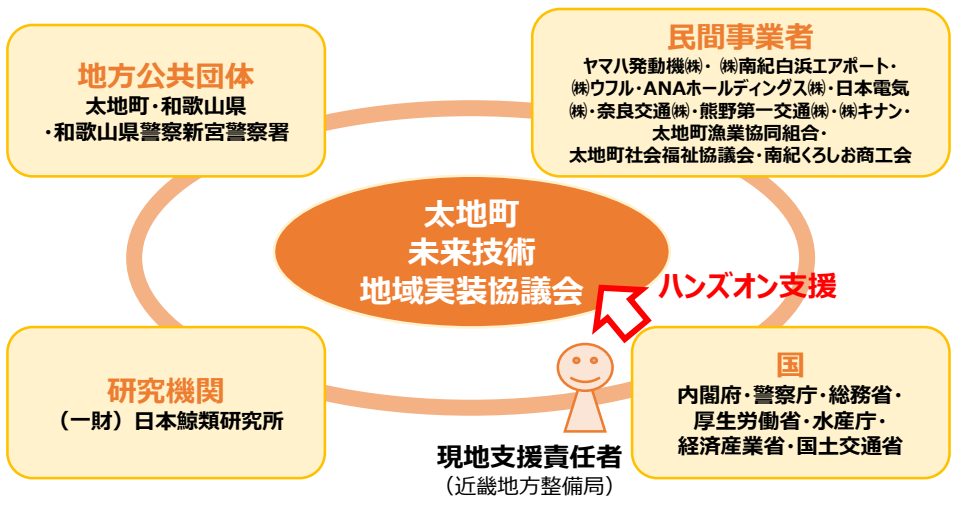 地方公共団体
太地町・和歌山県
・和歌山県警察新宮警察署
民間事業者
ヤマハ発動機㈱・ ㈱南紀白浜エアポート・
㈱ウフル・ANAホールディングス㈱・日本電気
㈱・奈良交通㈱・熊野第一交通㈱・㈱キナン・
太地町漁業協同組合・
太地町社会福祉協議会・南紀くろしお商工会
太地町
未来技術
地域実装協議会
ハンズオン支援
研究機関
（一財）日本鯨類研究所
現地支援責任者
（近畿地方整備局）
国
内閣府・警察庁・総務省・
厚生労働省・水産庁・
経済産業省・国土交通省